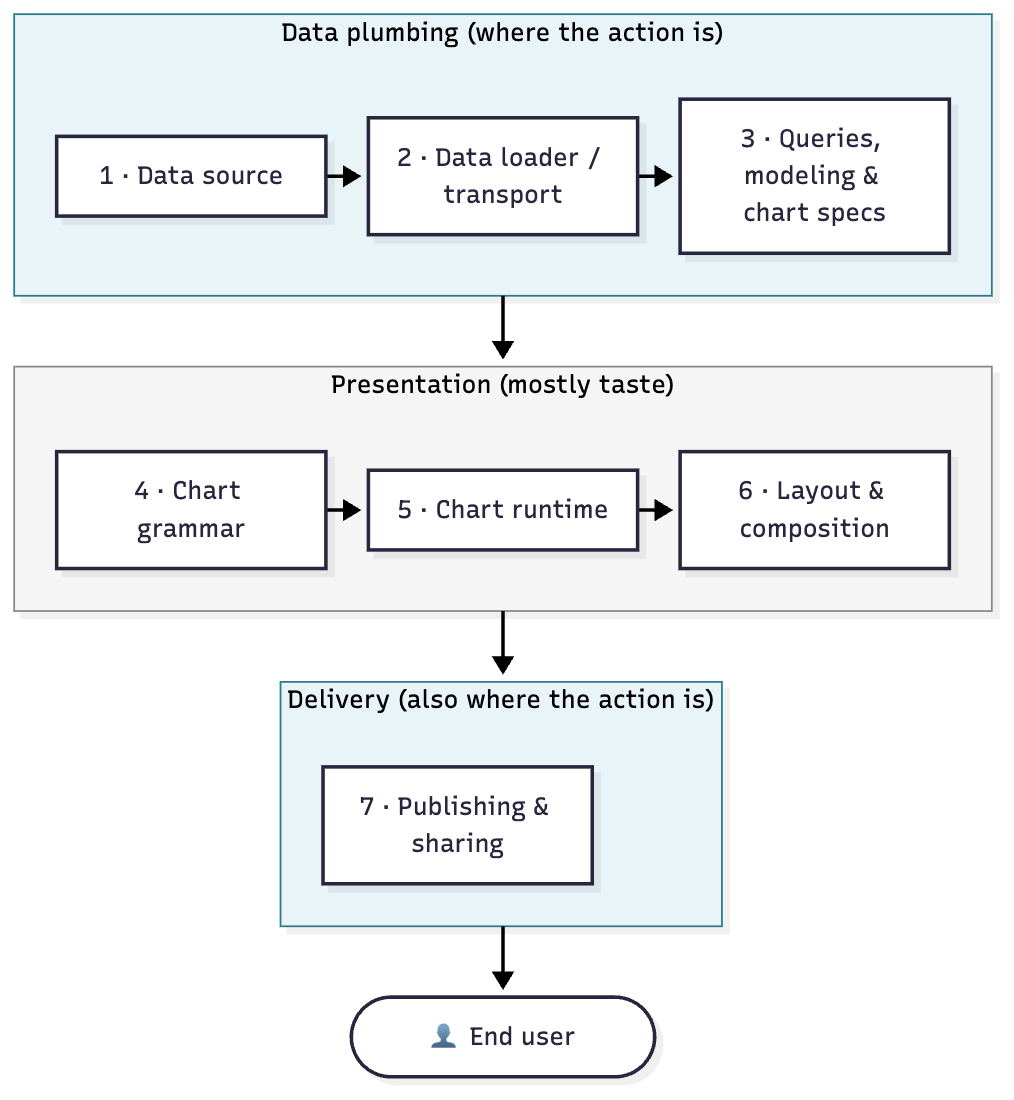 Data plumbing (where the action is)
1 · Data source
2 · Data loader /
transport
3 · Queries,
modeling &
chart specs
Presentation (mostly taste)
4 · Chart
grammar
5 · Chart runtime
6 · Layout &
composition
Delivery (also where the action is)
7 · Publishing &
sharing
👤 End user